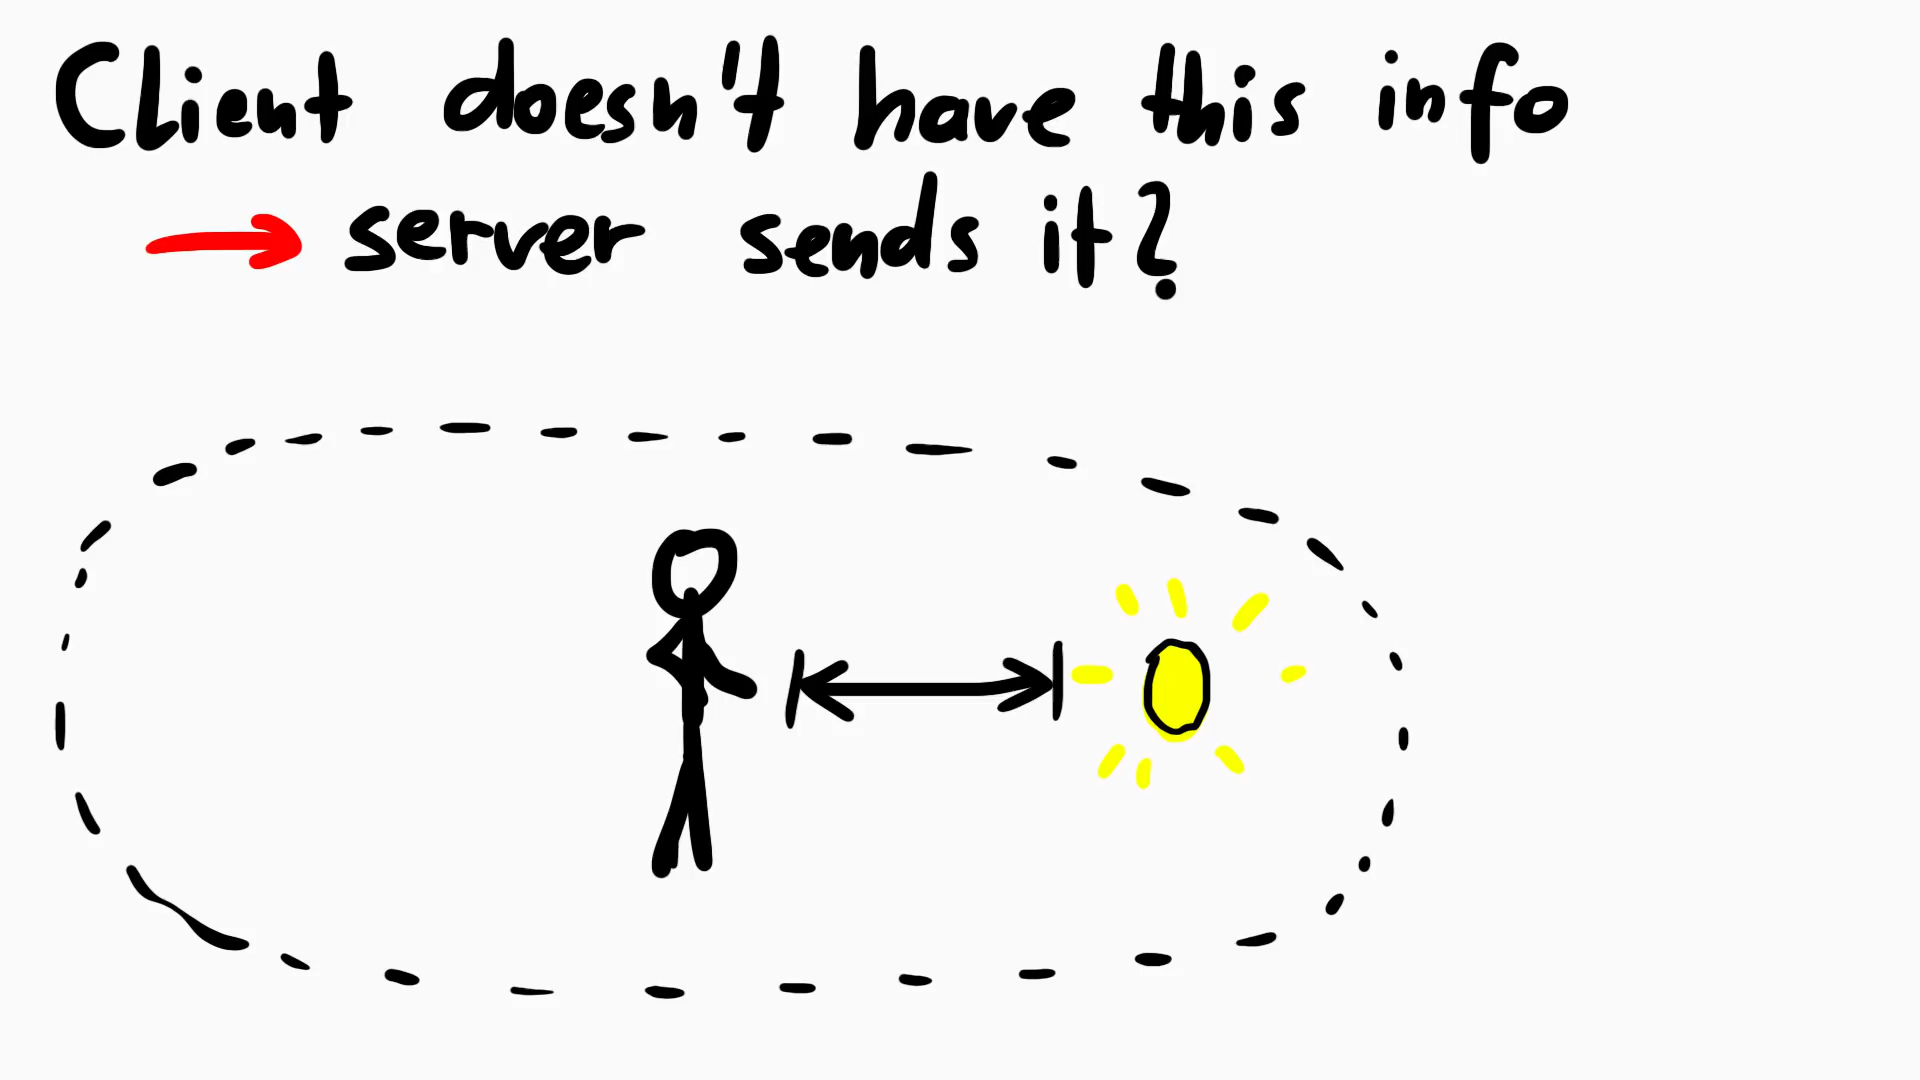 Client doesn't have this info
→ server sends it?